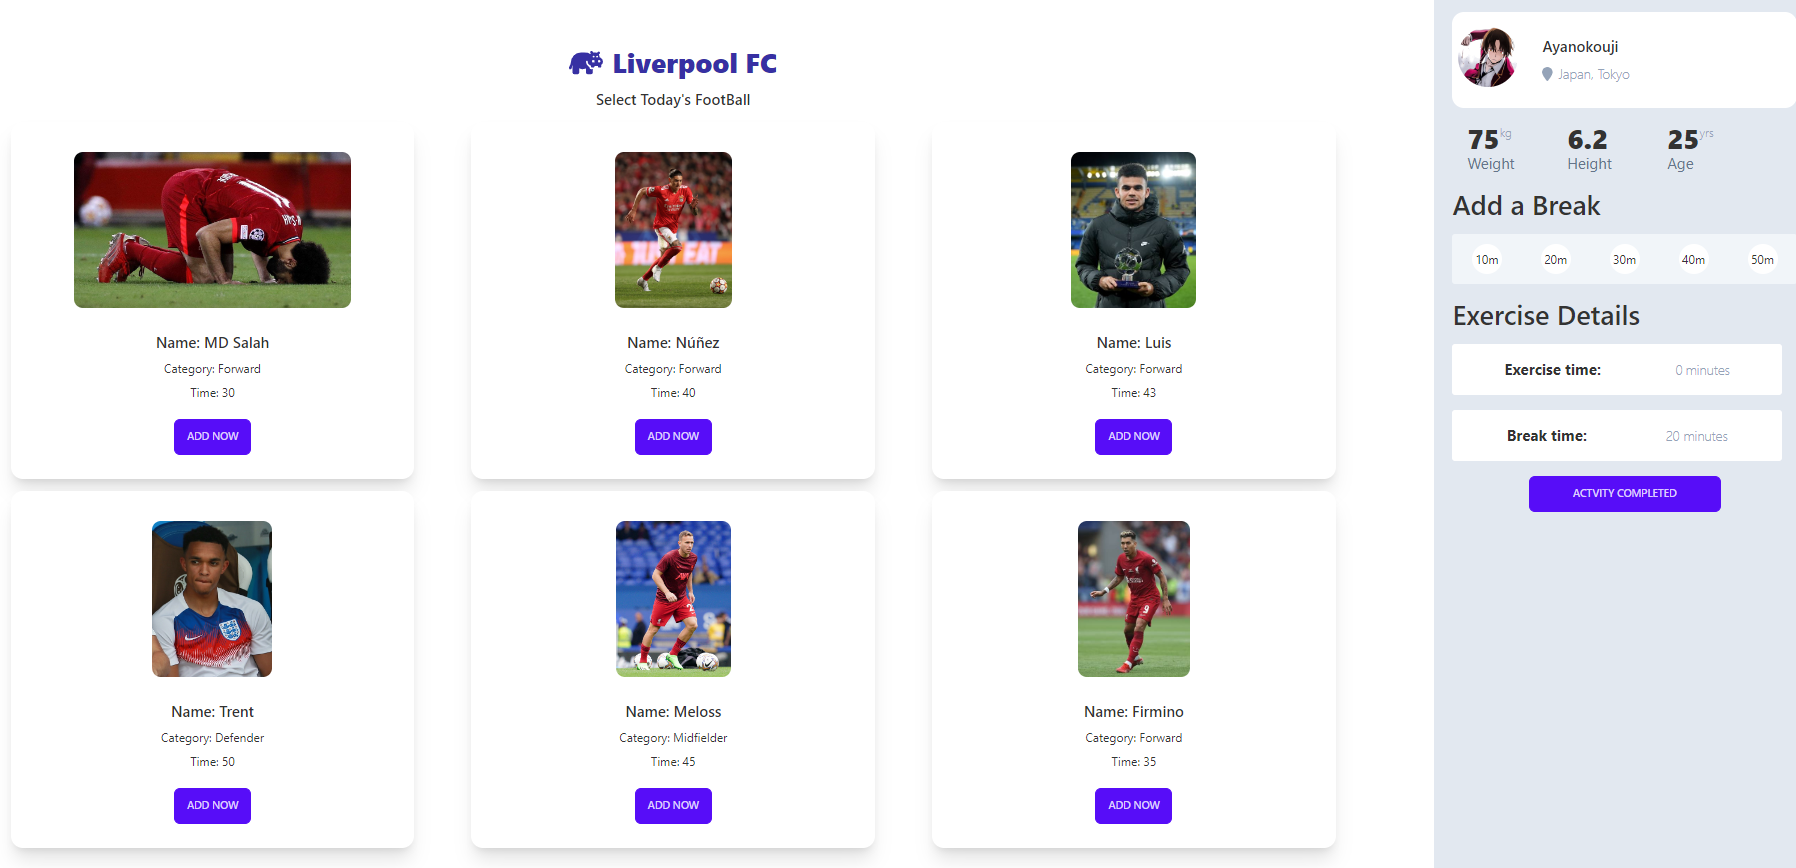 Liverpool FC
Select Today's FootBall
Name: MD Salah
Category: Forward
Time: 30
ADD NOW
Name: Núñez
Category: Forward
Time: 40
ADD NOW
Name: Luis
Category: Forward
Time: 43
ADD NOW
Name: Trent
Category: Defender
Time: 50
ADD NOW
Name: Meloss
Category: Midfielder
Time: 45
ADD NOW
Name: Firmino
Category: Forward
Time: 35
ADD NOW
Ayanokouji
Japan, Tokyo
75kg 6.2 25yrs
Weight Height Age
Add a Break
10m 20m 30m 40m 50m
Exercise Details
Exercise time: 0 minutes
Break time: 20 minutes
ACTVITY COMPLETED